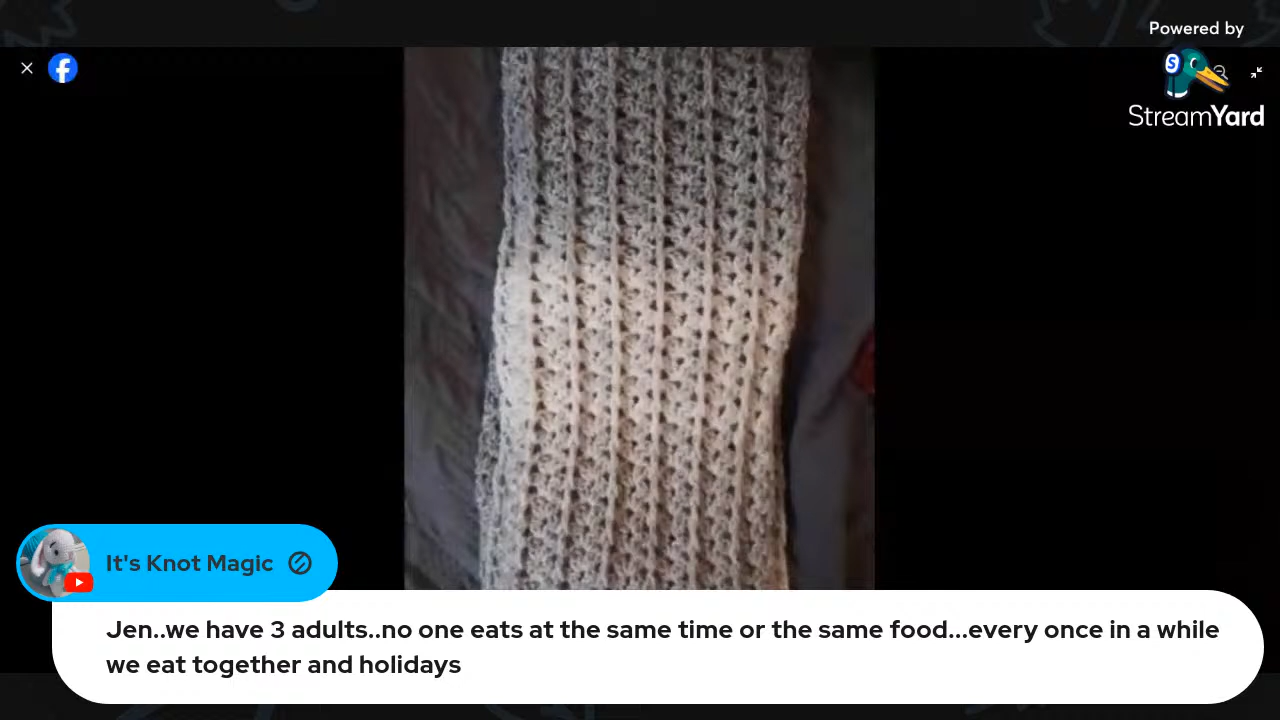 Powered by
StreamYard
It's Knot Magic
Jen..we have 3 adults..no one eats at the same time or the same food...every once in a while
we eat together and holidays